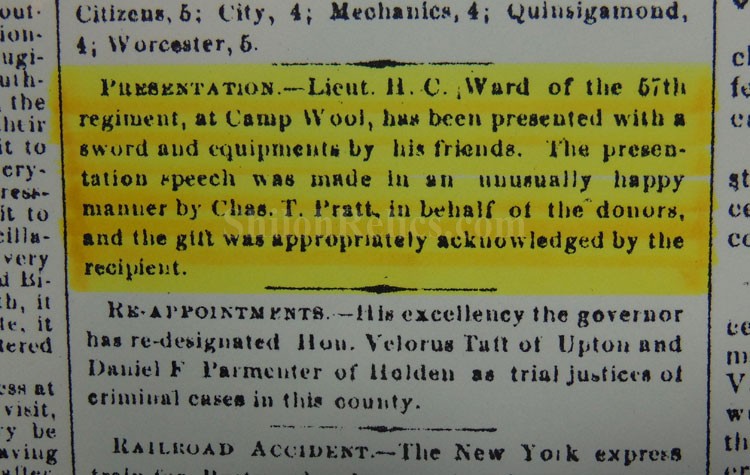 Citizens, 5; City, 4; Mechanics, 4; Quinsigamond,
4; Worcester, 5.
PRESENTATION.—Lieut. H. C. Ward of the 57th
regiment, at Camp Wool, has been presented with a
sword and equipments by his friends. The presen-
tation speech was made in an unusually happy
manner by Chas. T. Pratt, in behalf of the donors,
and the gift was appropriately acknowledged by the
recipient.
ShilohRelics.com
RE-APPOINTMENTS.—His excellency the governor
has re-designated Hon. Velorus Taft of Upton and
Daniel F Parmenter of Holden as trial justices of
criminal cases in this county.
RAILROAD ACCIDENT.—The New York express